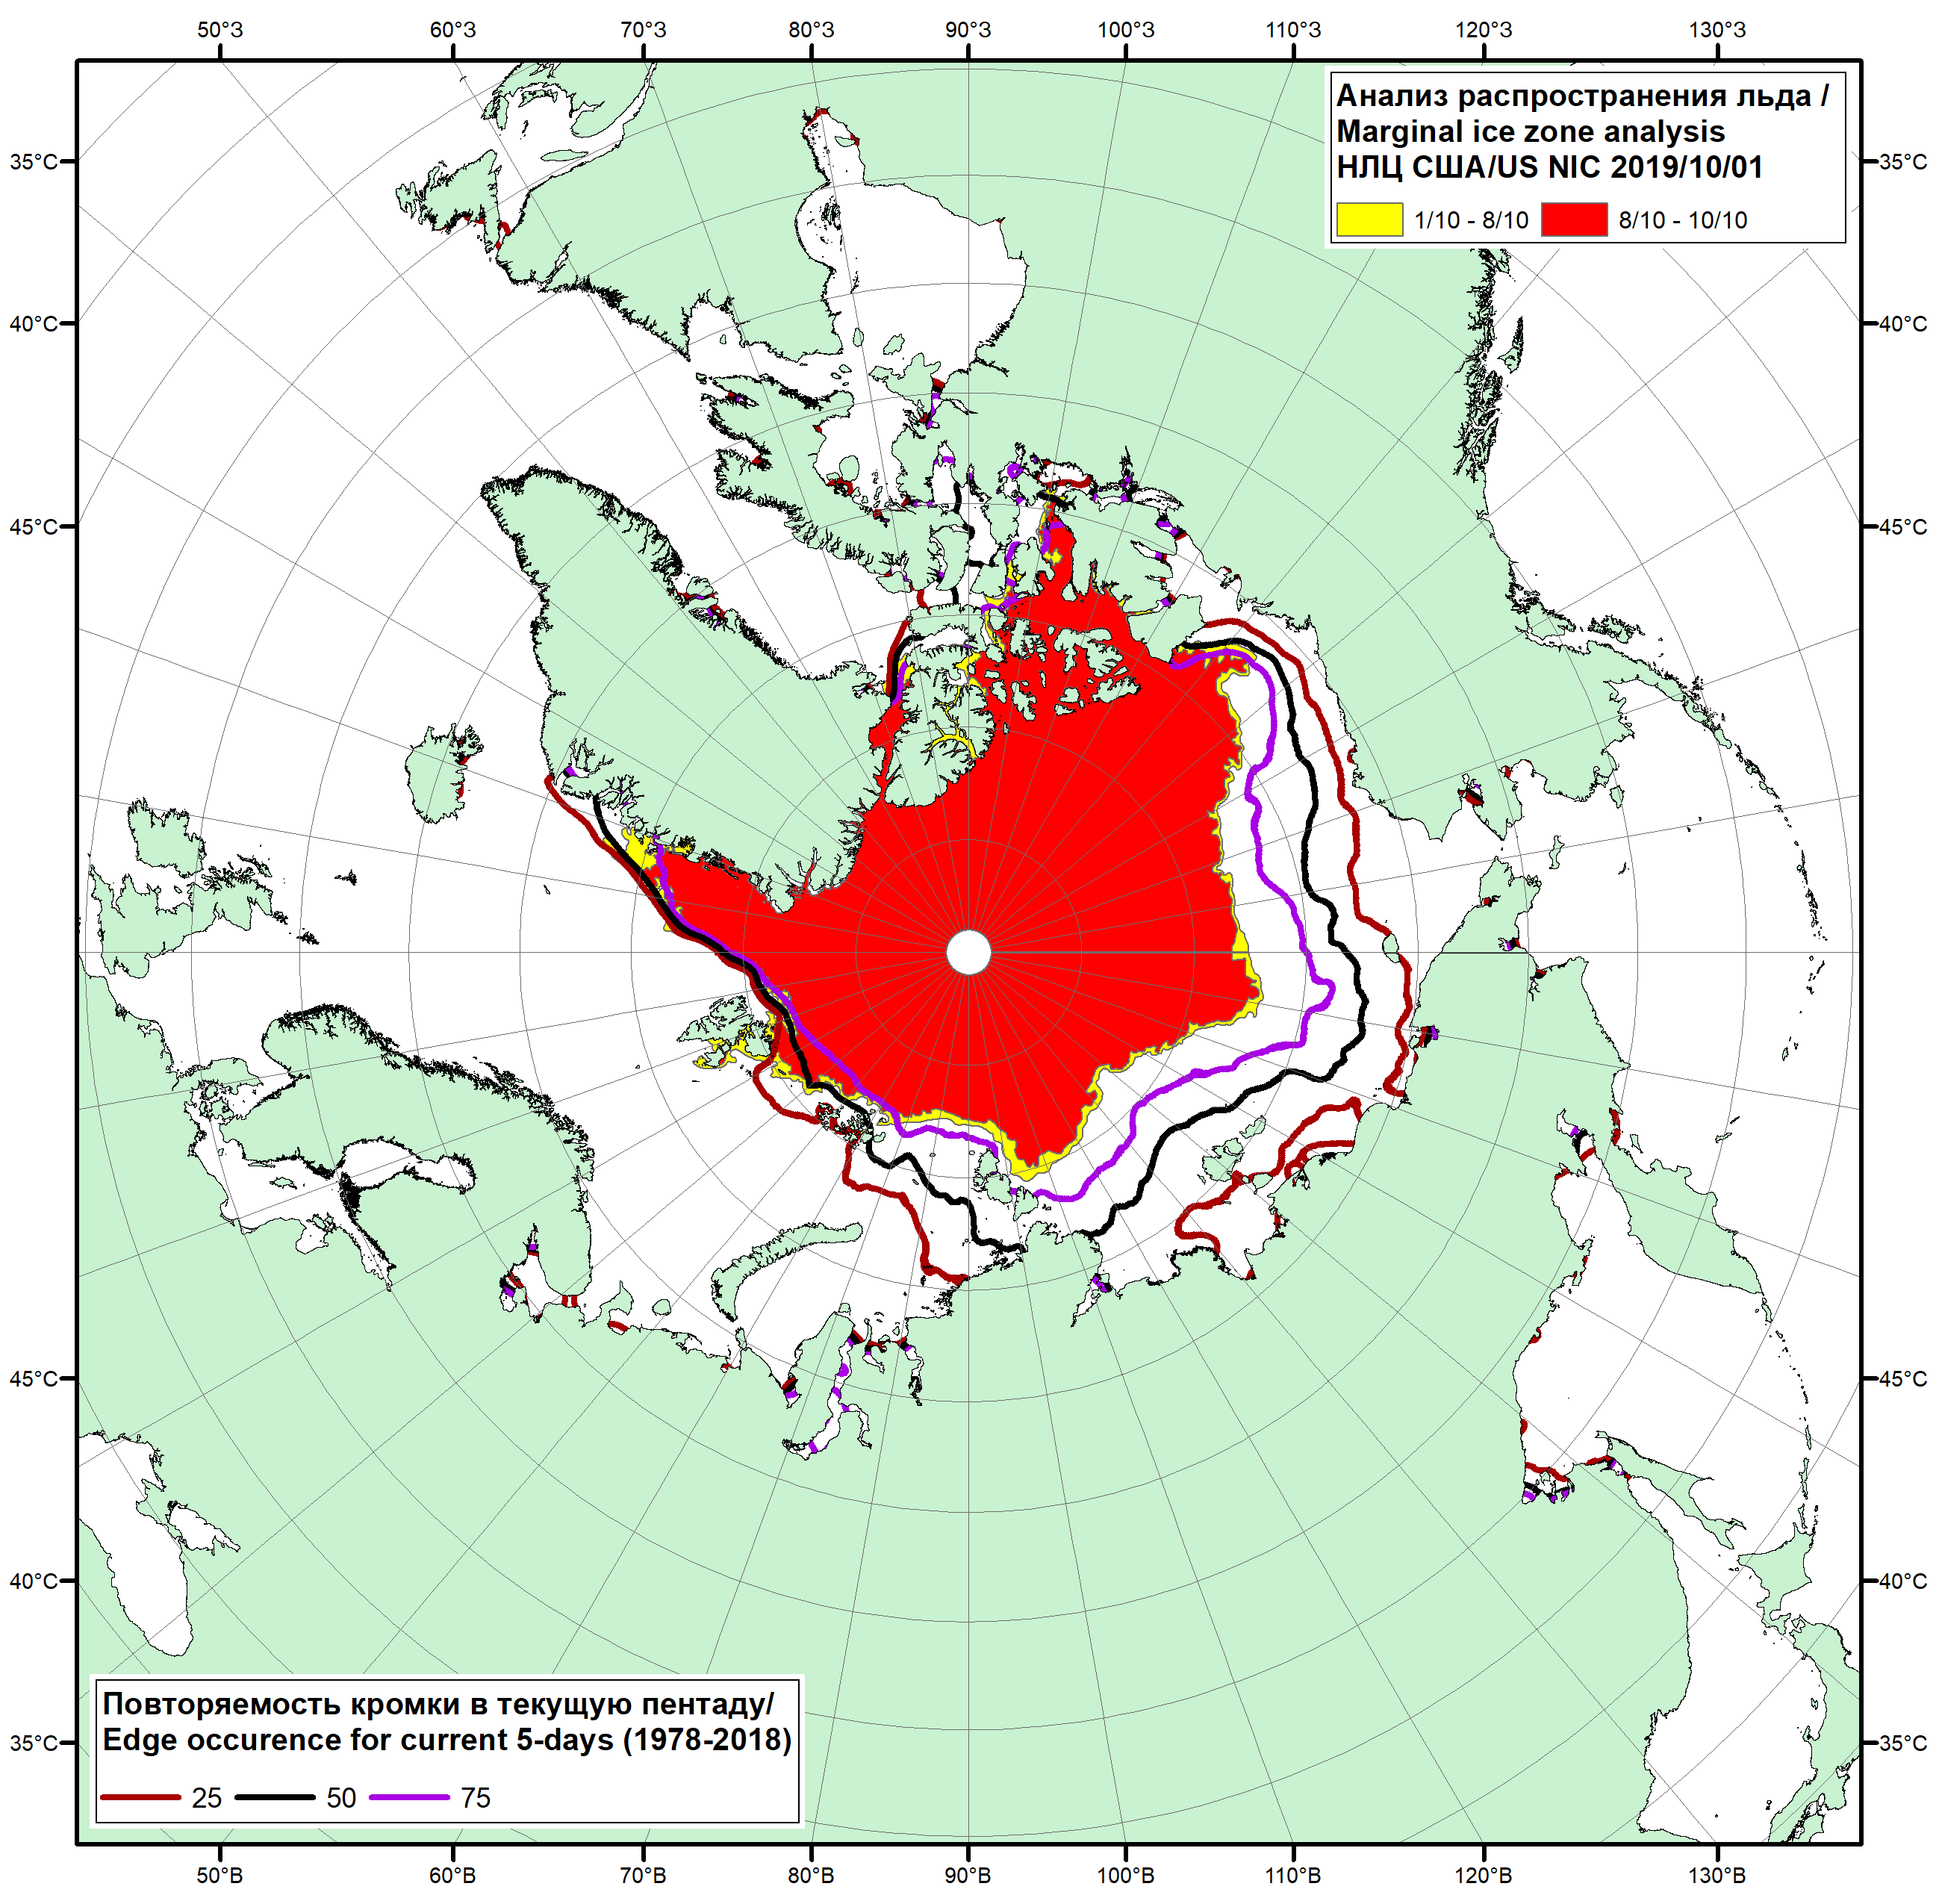 50°З 60°З 70°З 80°З 90°З 100°З 110°З 120°З 130°З
Анализ распространения льда /
Marginal ice zone analysis
НЛЦ США/US NIC 2019/10/01
1/10 - 8/10 8/10 - 10/10
35°С 35°С
40°С 40°С
45°С 45°С
45°С 45°С
40°С 40°С
35°С 35°С
Повторяемость кромки в текущую пентаду/
Edge occurence for current 5-days (1978-2018)
25 50 75
50°В 60°В 70°В 80°В 90°В 100°В 110°В 120°В 130°В